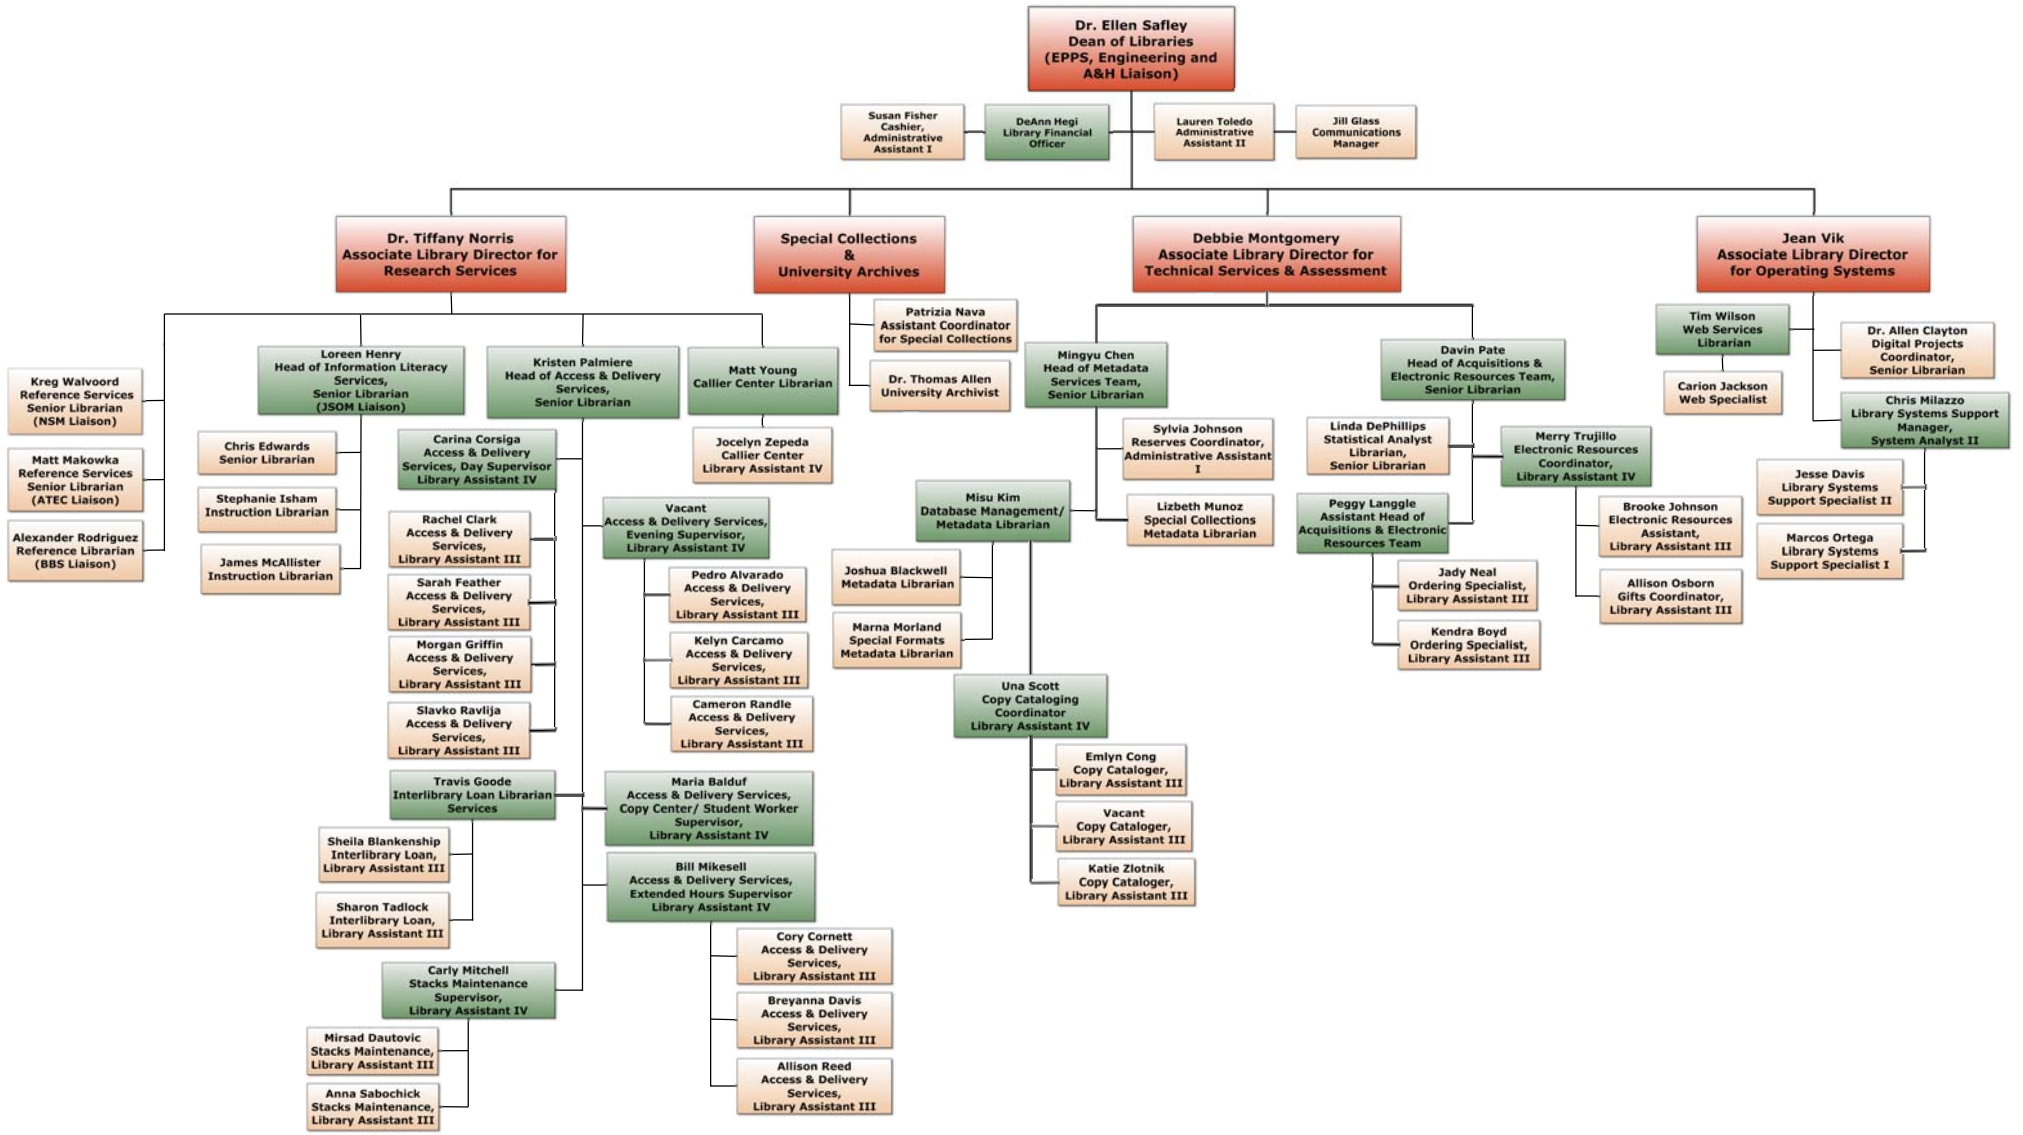 Dr. Ellen Safley
Dean of Libraries
(EPPS, Engineering and
A&H Liaison)
Susan Fisher
Cashier,
Administrative
Assistant I
DeAnn Hegi
Library Financial
Officer
Lauren Toledo
Administrative
Assistant II
Jill Glass
Communications
Manager
Dr. Tiffany Norris
Associate Library Director for
Research Services
Special Collections
&
University Archives
Debbie Montgomery
Associate Library Director for
Technical Services & Assessment
Jean Vik
Associate Library Director
for Operating Systems
Kreg Walvoord
Reference Services
Senior Librarian
(NSM Liaison)
Matt Makowka
Reference Services
Senior Librarian
(ATEC Liaison)
Alexander Rodriguez
Reference Librarian
(BBS Liaison)
Loreen Henry
Head of Information Literacy
Services,
Senior Librarian
(JSOM Liaison)
Chris Edwards
Senior Librarian
Stephanie Isham
Instruction Librarian
James McAllister
Instruction Librarian
Kristen Palmiere
Head of Access & Delivery
Services,
Senior Librarian
Carina Corsiga
Access & Delivery
Services, Day Supervisor
Library Assistant IV
Rachel Clark
Access & Delivery
Services,
Library Assistant III
Sarah Feather
Access & Delivery
Services,
Library Assistant III
Morgan Griffin
Access & Delivery
Services,
Library Assistant III
Slavko Ravlija
Access & Delivery
Services,
Library Assistant III
Vacant
Access & Delivery Services,
Evening Supervisor,
Library Assistant IV
Pedro Alvarado
Access & Delivery
Services,
Library Assistant III
Kelyn Carcamo
Access & Delivery
Services,
Library Assistant III
Cameron Randle
Access & Delivery
Services,
Library Assistant III
Travis Goode
Interlibrary Loan Librarian
Services
Sheila Blankenship
Interlibrary Loan,
Library Assistant III
Sharon Tadlock
Interlibrary Loan,
Library Assistant III
Maria Balduf
Access & Delivery Services,
Copy Center/ Student Worker
Supervisor,
Library Assistant IV
Bill Mikesell
Access & Delivery Services,
Extended Hours Supervisor
Library Assistant IV
Cory Cornett
Access & Delivery
Services,
Library Assistant III
Breyanna Davis
Access & Delivery
Services,
Library Assistant III
Allison Reed
Access & Delivery
Services,
Library Assistant III
Carly Mitchell
Stacks Maintenance
Supervisor,
Library Assistant IV
Mirsad Dautovic
Stacks Maintenance,
Library Assistant III
Anna Sabochick
Stacks Maintenance,
Library Assistant III
Matt Young
Callier Center Librarian
Jocelyn Zepeda
Callier Center
Library Assistant IV
Patrizia Nava
Assistant Coordinator
for Special Collections
Dr. Thomas Allen
University Archivist
Mingyu Chen
Head of Metadata
Services Team,
Senior Librarian
Sylvia Johnson
Reserves Coordinator,
Administrative Assistant
I
Lizbeth Munoz
Special Collections
Metadata Librarian
Misu Kim
Database Management/
Metadata Librarian
Joshua Blackwell
Metadata Librarian
Marna Morland
Special Formats
Metadata Librarian
Una Scott
Copy Cataloging
Coordinator
Library Assistant IV
Emlyn Cong
Copy Cataloger,
Library Assistant III
Vacant
Copy Cataloger,
Library Assistant III
Katie Zlotnik
Copy Cataloger,
Library Assistant III
Davin Pate
Head of Acquisitions &
Electronic Resources Team,
Senior Librarian
Linda DePhillips
Statistical Analyst
Librarian,
Senior Librarian
Merry Trujillo
Electronic Resources
Coordinator,
Library Assistant IV
Peggy Langgle
Assistant Head of
Acquisitions & Electronic
Resources Team
Brooke Johnson
Electronic Resources
Assistant,
Library Assistant III
Allison Osborn
Gifts Coordinator,
Library Assistant III
Jady Neal
Ordering Specialist,
Library Assistant III
Kendra Boyd
Ordering Specialist,
Library Assistant III
Tim Wilson
Web Services
Librarian
Carion Jackson
Web Specialist
Dr. Allen Clayton
Digital Projects
Coordinator,
Senior Librarian
Chris Milazzo
Library Systems Support
Manager,
System Analyst II
Jesse Davis
Library Systems
Support Specialist II
Marcos Ortega
Library Systems
Support Specialist I